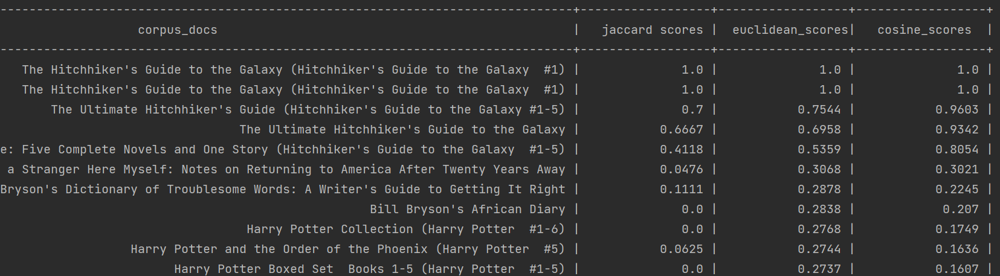 corpus_docs | jaccard scores | euclidean_scores| cosine_scores |
The Hitchhiker's Guide to the Galaxy (Hitchhiker's Guide to the Galaxy  #1) | 1.0 | 1.0 | 1.0 |
The Hitchhiker's Guide to the Galaxy (Hitchhiker's Guide to the Galaxy  #1) | 1.0 | 1.0 | 1.0 |
The Ultimate Hitchhiker's Guide (Hitchhiker's Guide to the Galaxy #1-5) | 0.7 | 0.7544 | 0.9603 |
The Ultimate Hitchhiker's Guide to the Galaxy | 0.6667 | 0.6958 | 0.9342 |
e: Five Complete Novels and One Story (Hitchhiker's Guide to the Galaxy  #1-5) | 0.4118 | 0.5359 | 0.8054 |
a Stranger Here Myself: Notes on Returning to America After Twenty Years Away | 0.0476 | 0.3068 | 0.3021 |
Bryson's Dictionary of Troublesome Words: A Writer's Guide to Getting It Right | 0.1111 | 0.2878 | 0.2245 |
Bill Bryson's African Diary | 0.0 | 0.2838 | 0.207 |
Harry Potter Collection (Harry Potter  #1-6) | 0.0 | 0.2768 | 0.1749 |
Harry Potter and the Order of the Phoenix (Harry Potter  #5) | 0.0625 | 0.2744 | 0.1636 |
Harry Potter Boxed Set  Books 1-5 (Harry Potter  #1-5) | 0.0 | 0.2737 | 0.1607 |